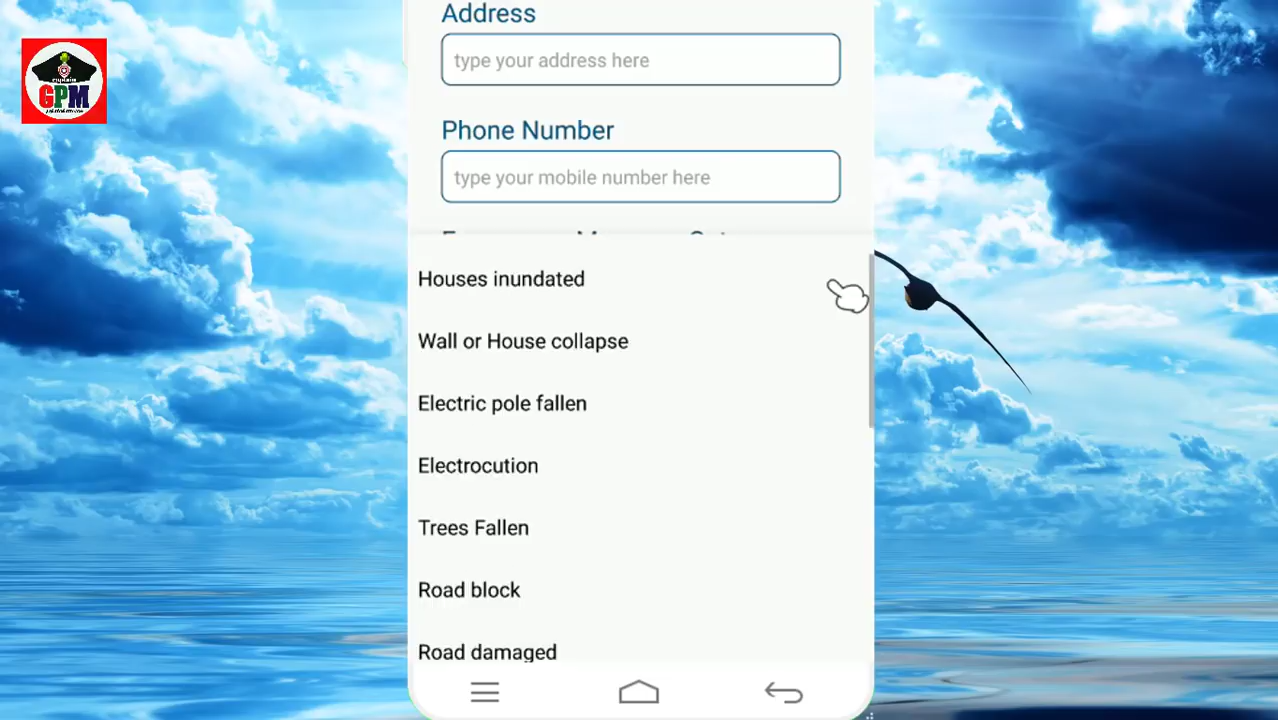 captain
GPM
Address
type your address here
Phone Number
type your mobile number here
Houses inundated
Wall or House collapse
Electric pole fallen
Electrocution
Trees Fallen
Road block
Road damaged